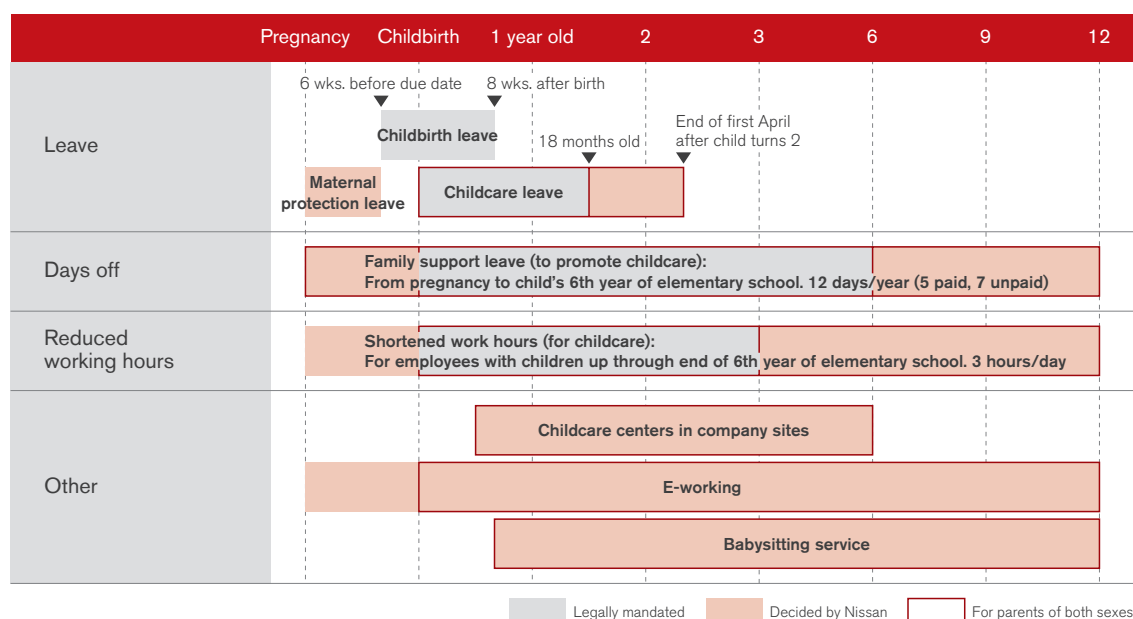 Pregnancy Childbirth 1 year old 2 3 6 9 12
Leave
6 wks. before due date
8 wks. after birth
Childbirth leave
18 months old
End of first April
after child turns 2
Maternal
protection leave
Childcare leave
Days off
Family support leave (to promote childcare):
From pregnancy to child's 6th year of elementary school. 12 days/year (5 paid, 7 unpaid)
Reduced
working hours
Shortened work hours (for childcare):
For employees with children up through end of 6th year of elementary school. 3 hours/day
Other
Childcare centers in company sites
E-working
Babysitting service
Legally mandated
Decided by Nissan
For parents of both sexes